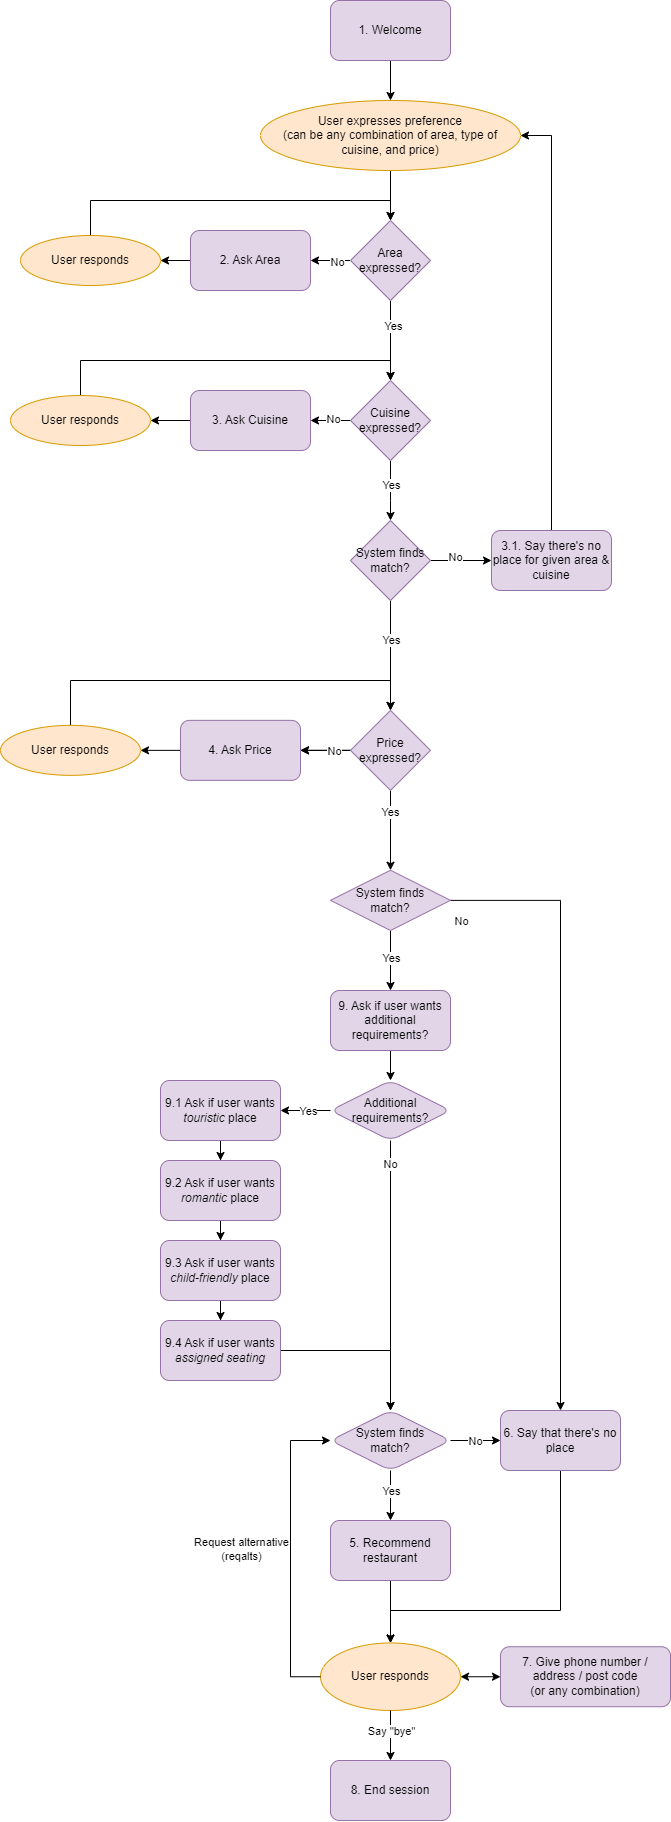 1. Welcome
User expresses preference
(can be any combination of area, type of
cuisine, and price)
Area
expressed?
No
2. Ask Area
User responds
Yes
Cuisine
expressed?
No
3. Ask Cuisine
User responds
Yes
System finds
match?
No
3.1. Say there's no
place for given area &
cuisine
Yes
Price
expressed?
No
4. Ask Price
User responds
Yes
System finds
match?
No
Yes
9. Ask if user wants
additional
requirements?
Additional
requirements?
Yes
9.1 Ask if user wants
touristic place
No
9.2 Ask if user wants
romantic place
9.3 Ask if user wants
child-friendly place
9.4 Ask if user wants
assigned seating
System finds
match?
No
6. Say that there's no
place
Yes
5. Recommend
restaurant
Request alternative
(reqalts)
User responds
7. Give phone number /
address / post code
(or any combination)
Say "bye"
8. End session